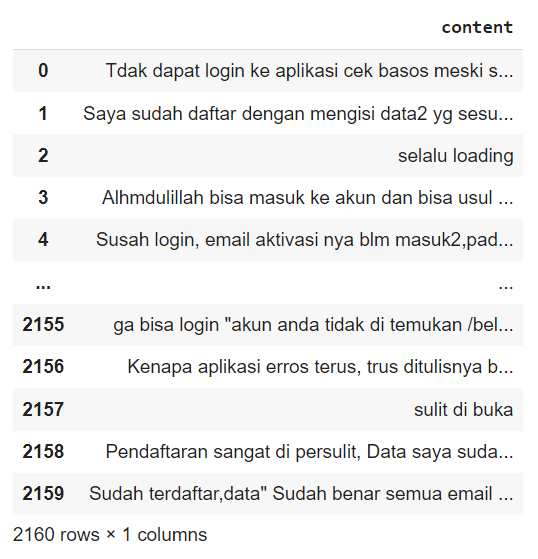 content
0 Tdak dapat login ke aplikasi cek basos meski s...
1 Saya sudah daftar dengan mengisi data2 yg sesu...
2 selalu loading
3 Alhmdulillah bisa masuk ke akun dan bisa usul ...
4 Susah login, email aktivasi nya blm masuk2,pad...
... ...
2155 ga bisa login "akun anda tidak di temukan /bel...
2156 Kenapa aplikasi erros terus, trus ditulisnya b...
2157 sulit di buka
2158 Pendaftaran sangat di persulit, Data saya suda...
2159 Sudah terdaftar,data" Sudah benar semua email ...
2160 rows × 1 columns